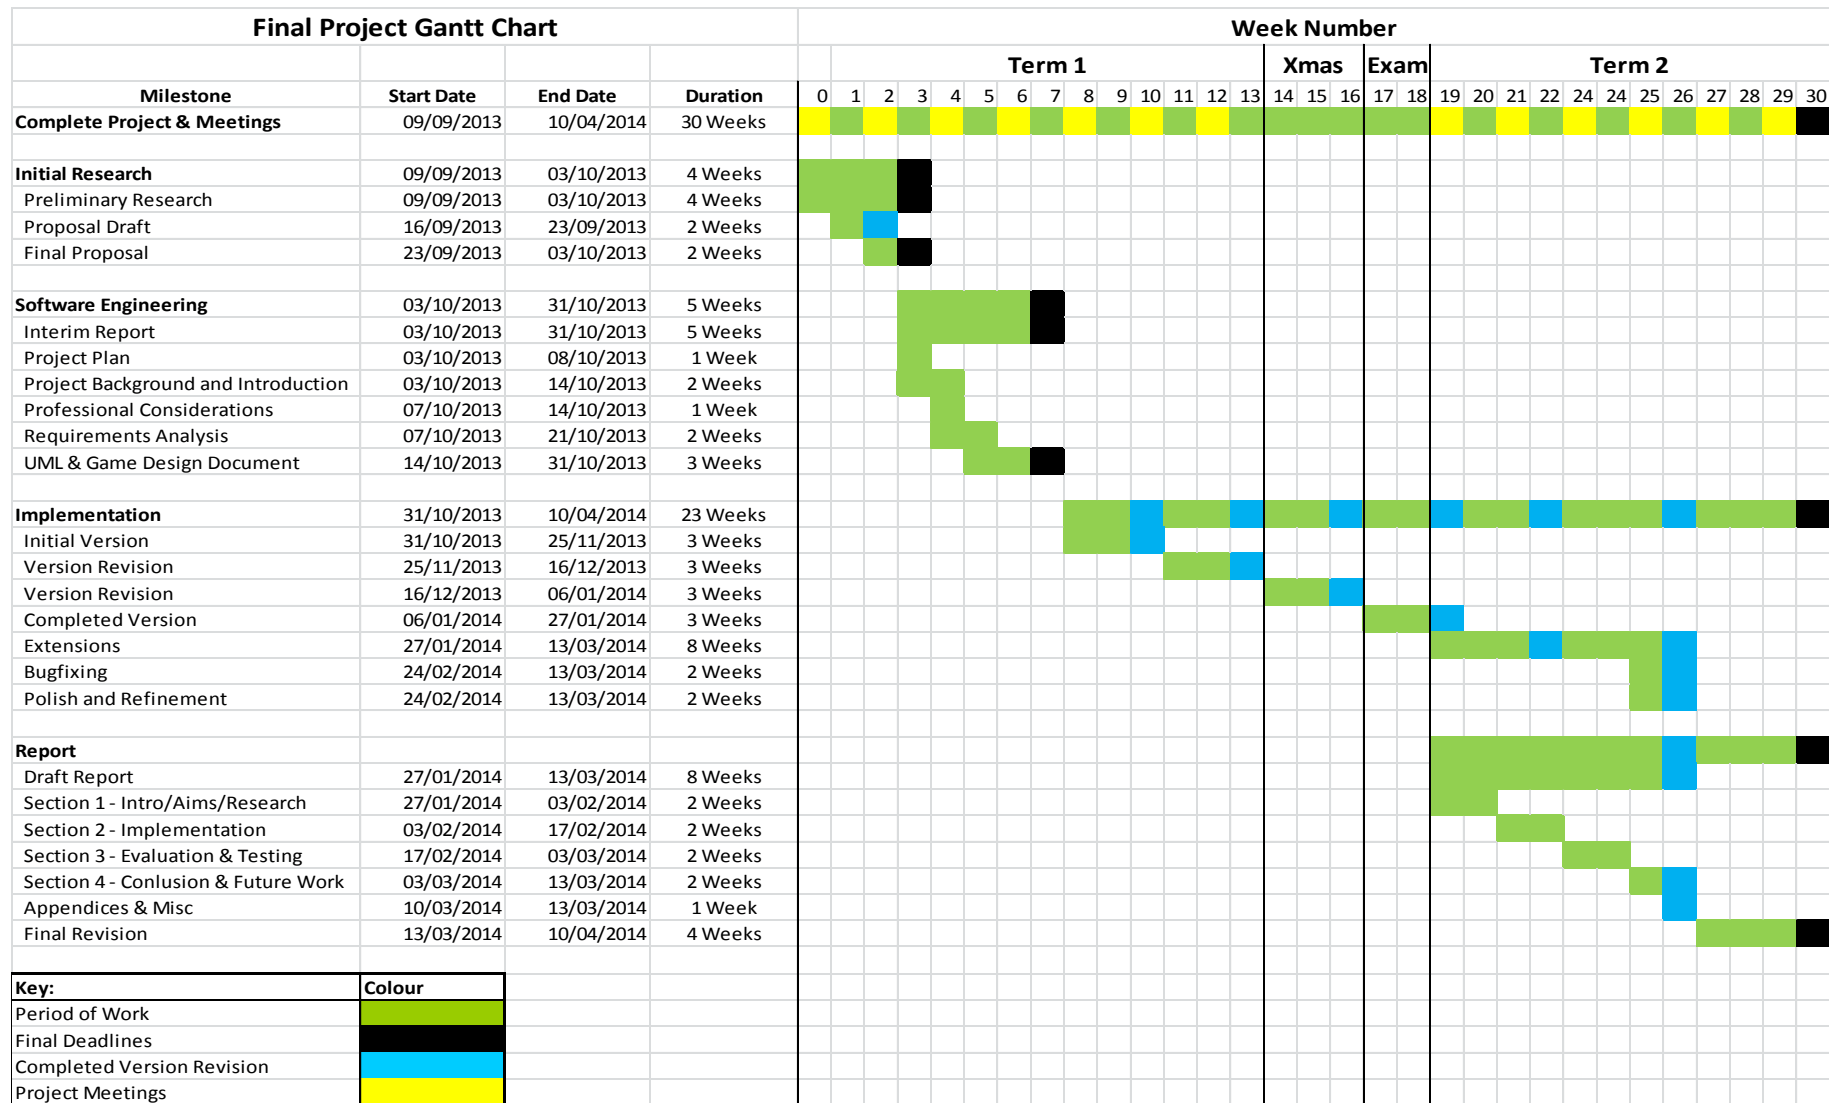 Final Project Gantt Chart Week Number
Term 1 Xmas Exam Term 2
Milestone Start Date End Date Duration 0 1 2 3 4 5 6 7 8 9 10 11 12 13 14 15 16 17 18 19 20 21 22 24 24 25 26 27 28 29 30
Complete Project & Meetings 09/09/2013 10/04/2014 30 Weeks
Initial Research 09/09/2013 03/10/2013 4 Weeks
Preliminary Research 09/09/2013 03/10/2013 4 Weeks
Proposal Draft 16/09/2013 23/09/2013 2 Weeks
Final Proposal 23/09/2013 03/10/2013 2 Weeks
Software Engineering 03/10/2013 31/10/2013 5 Weeks
Interim Report 03/10/2013 31/10/2013 5 Weeks
Project Plan 03/10/2013 08/10/2013 1 Week
Project Background and Introduction 03/10/2013 14/10/2013 2 Weeks
Professional Considerations 07/10/2013 14/10/2013 1 Week
Requirements Analysis 07/10/2013 21/10/2013 2 Weeks
UML & Game Design Document 14/10/2013 31/10/2013 3 Weeks
Implementation 31/10/2013 10/04/2014 23 Weeks
Initial Version 31/10/2013 25/11/2013 3 Weeks
Version Revision 25/11/2013 16/12/2013 3 Weeks
Version Revision 16/12/2013 06/01/2014 3 Weeks
Completed Version 06/01/2014 27/01/2014 3 Weeks
Extensions 27/01/2014 13/03/2014 8 Weeks
Bugfixing 24/02/2014 13/03/2014 2 Weeks
Polish and Refinement 24/02/2014 13/03/2014 2 Weeks
Report
Draft Report 27/01/2014 13/03/2014 8 Weeks
Section 1 - Intro/Aims/Research 27/01/2014 03/02/2014 2 Weeks
Section 2 - Implementation 03/02/2014 17/02/2014 2 Weeks
Section 3 - Evaluation & Testing 17/02/2014 03/03/2014 2 Weeks
Section 4 - Conlusion & Future Work 03/03/2014 13/03/2014 2 Weeks
Appendices & Misc 10/03/2014 13/03/2014 1 Week
Final Revision 13/03/2014 10/04/2014 4 Weeks
Key: Colour
Period of Work
Final Deadlines
Completed Version Revision
Project Meetings